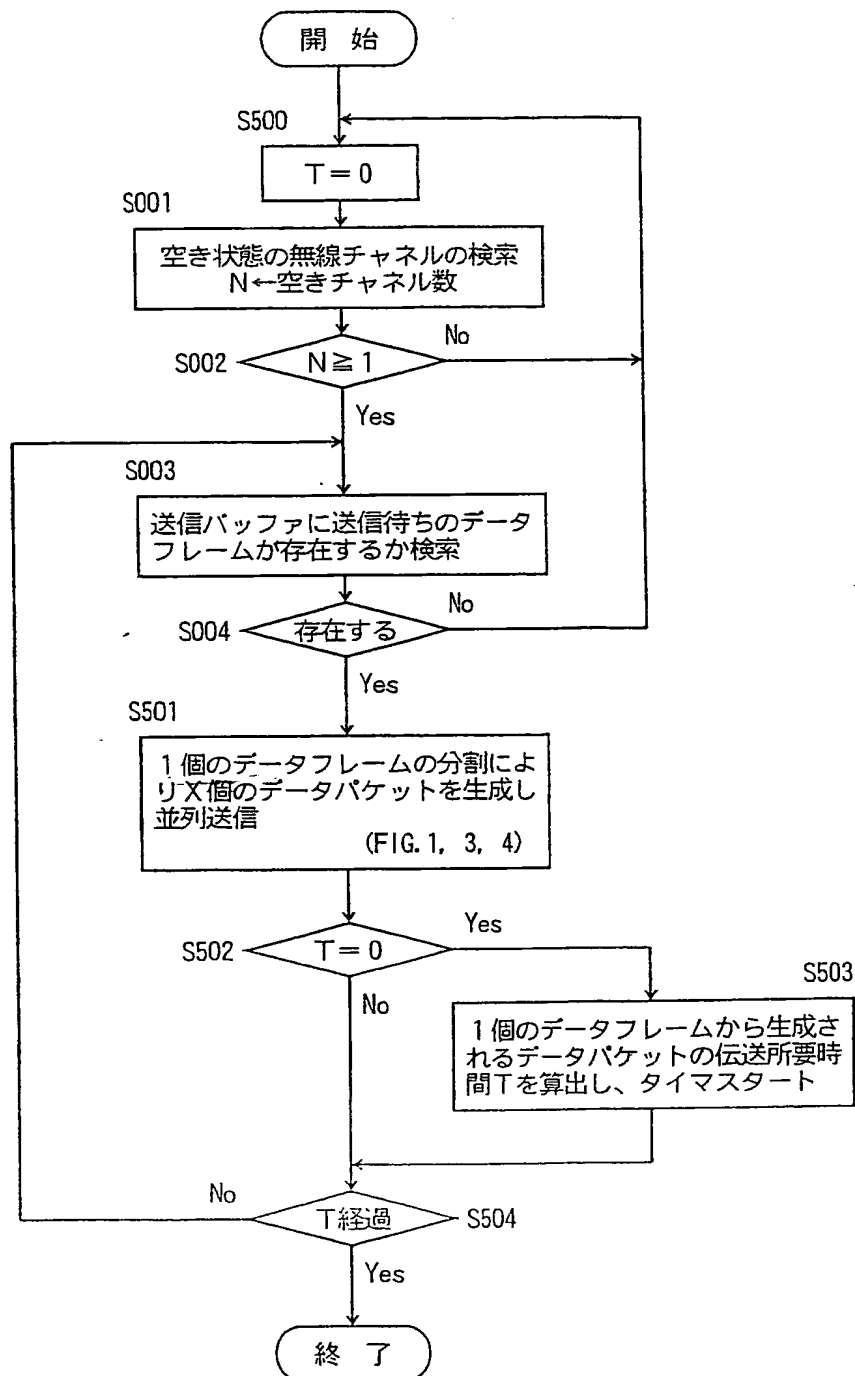 開 始
S500
T=0
S001
空き状態の無線チャネルの検索
N←空きチャネル数
No
S002
N≧1
Yes
S003
送信バッファに送信待ちのデータ
フレームが存在するか検索
No
S004
存在する
Yes
S501
1個のデータフレームの分割によ
りX個のデータパケットを生成し
並列送信
(FIG.1, 3, 4)
Yes
S502
T=0
S503
No
1個のデータフレームから生成さ
れるデータパケットの伝送所要時
間Tを算出し、タイマスタート
No
T経過
S504
Yes
終 了